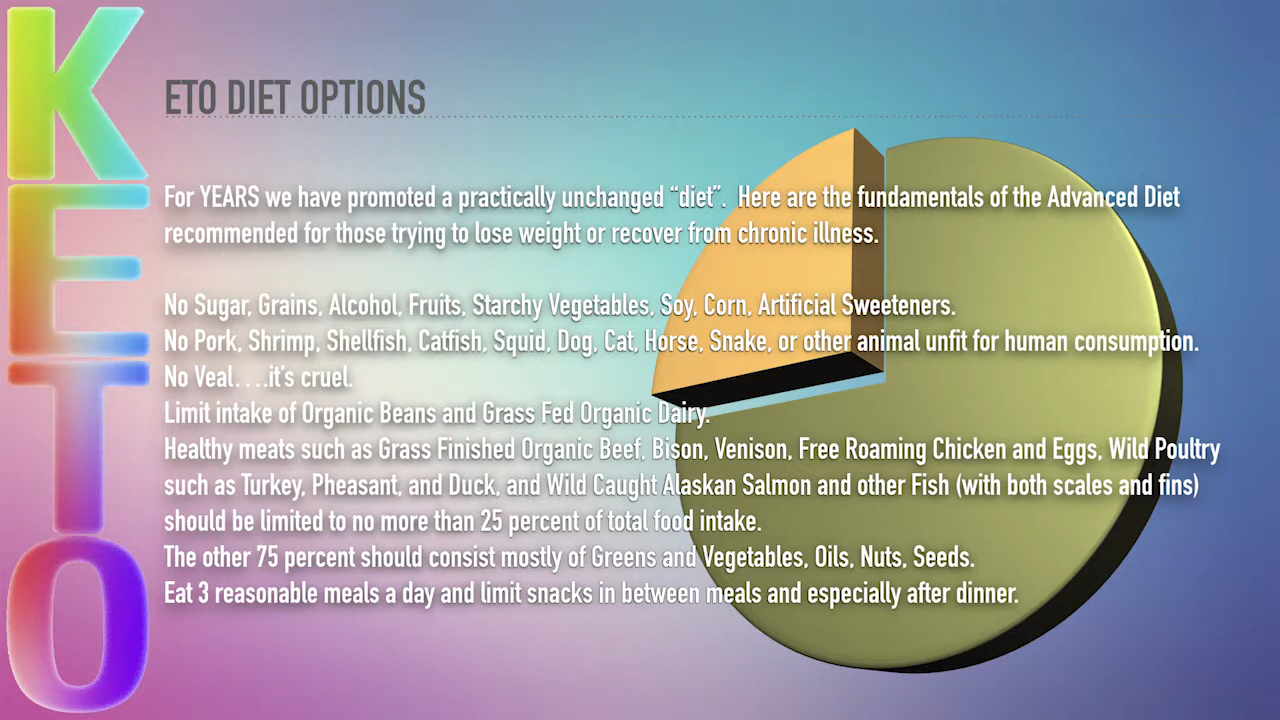 KETO
ETO DIET OPTIONS
For YEARS we have promoted a practically unchanged “diet”. Here are the fundamentals of the Advanced Diet
recommended for those trying to lose weight or recover from chronic illness.
No Sugar, Grains, Alcohol, Fruits, Starchy Vegetables, Soy, Corn, Artificial Sweeteners.
No Pork, Shrimp, Shellfish, Catfish, Squid, Dog, Cat, Horse, Snake, or other animal unfit for human consumption.
No Veal....it’s cruel.
Limit intake of Organic Beans and Grass Fed Organic Dairy.
Healthy meats such as Grass Finished Organic Beef, Bison, Venison, Free Roaming Chicken and Eggs, Wild Poultry
such as Turkey, Pheasant, and Duck, and Wild Caught Alaskan Salmon and other Fish (with both scales and fins)
should be limited to no more than 25 percent of total food intake.
The other 75 percent should consist mostly of Greens and Vegetables, Oils, Nuts, Seeds.
Eat 3 reasonable meals a day and limit snacks in between meals and especially after dinner.